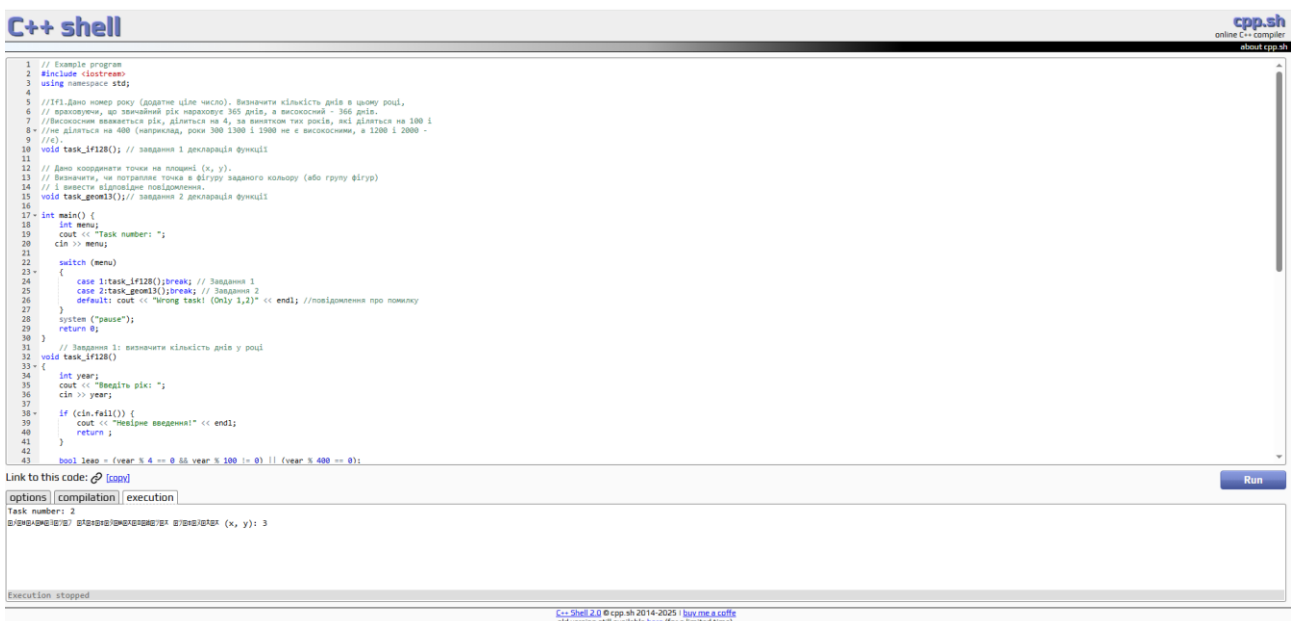 C++ shell
cpp.sh
online C++ compiler
about cpp.sh
1 // Example program
2 #include <iostream>
3 using namespace std;
4
5 //If1.Дано номер року (додатне ціле число). Визначити кількість днів в цьому році,
6 // враховуючи, що звичайний рік нараховує 365 днів, а високосний - 366 днів.
7 //Високосним вважається рік, ділиться на 4, за винятком тих років, які діляться на 100 і
8 //не діляться на 400 (наприклад, роки 300 1300 і 1900 не є високосними, а 1200 і 2000 -
9 //є).
10 void task_if128(); // завдання 1 декларація функції
11
12 // Дано координати точки на площині (x, y).
13 // Визначити, чи потрапляє точка в фігуру заданого кольору (або групу фігур)
14 // і вивести відповідне повідомлення.
15 void task_geom13();// завдання 2 декларація функції
16
17 int main() {
18 int menu;
19 cout << "Task number: ";
20 cin >> menu;
21
22 switch (menu)
23 {
24 case 1:task_if128();break; // Завдання 1
25 case 2:task_geom13();break; // Завдання 2
26 default: cout << "Wrong task! (Only 1,2)" << endl; //повідомлення про помилку
27 }
28 system ("pause");
29 return 0;
30 }
31 // Завдання 1: визначити кількість днів у році
32 void task_if128()
33 {
34 int year;
35 cout << "Введіть рік: ";
36 cin >> year;
37
38 if (cin.fail()) {
39 cout << "Невірне введення!" << endl;
40 return ;
41 }
42
43 bool leap = (year % 4 == 0 && year % 100 != 0) || (year % 400 == 0);
Link to this code: [copy]
Run
options compilation execution
Task number: 2
(x, y): 3
Execution stopped
C++ Shell 2.0 © cpp.sh 2014-2025 | buy me a coffe